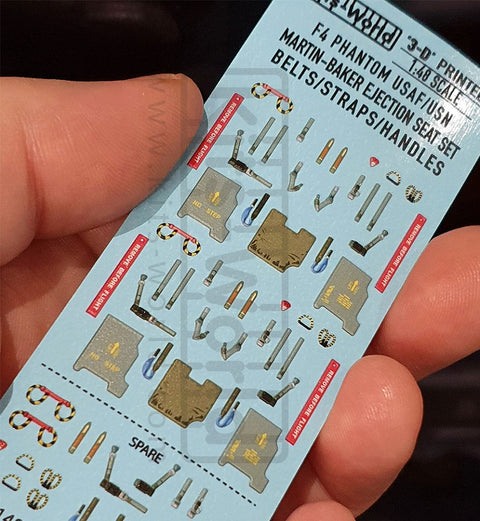 World
"3-D" PRINTED
1:48 SCALE
F4 PHANTOM USAF/USN
MARTIN-BAKER EJECTION SEAT SET
BELTS/STRAPS/HANDLES
REMOVE BEFORE FLIGHT
NO STEP
REMOVE BEFORE FLIGHT
REMOVE BEFORE FLIGHT
NO STEP
REMOVE BEFORE FLIGHT
SPARE